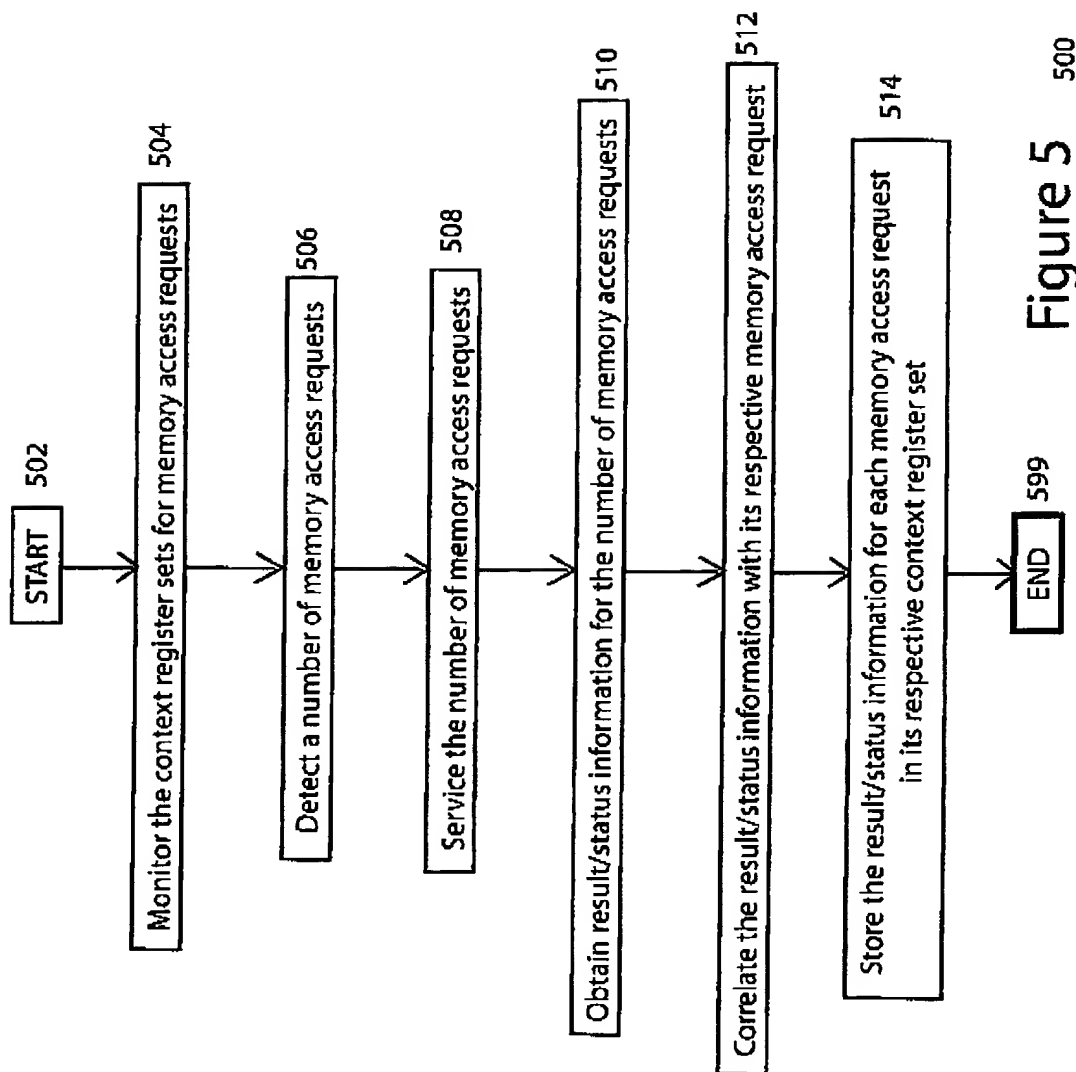 START 502
Monitor the context register sets for memory access requests 504
Detect a number of memory access requests 506
Service the number of memory access requests 508
Obtain result/status information for the number of memory access requests 510
Correlate the result/status information with its respective memory access request 512
Store the result/status information for each memory access request 514
in its respective context register set
END 599
Figure 5 500